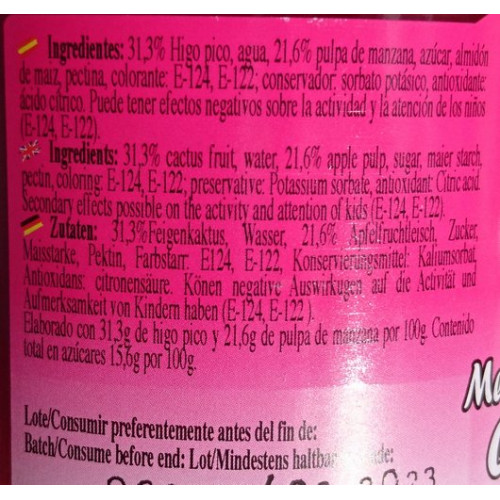 Ingredientes: 31,3% Higo pico, agua, 21,6% pulpa de manzana, azúcar, almidón
de maiz, pectina, colorante: E-124, E-122; conservador: sorbato potásico, antioxidante:
ácido cítrico. Puede tener efectos negativos sobre la actividad y la atención de los niños
(E-124, E-122).
Ingredients: 31.3% cactus fruit, water, 21,6% apple pulp, sugar, maier starch,
pectin, coloring: E-124, E-122; preservative: Potassium sorbate, antioxidant: Citric acid.
Secondary effects possible on the activity and attention of kids (E-124, E-122).
Zutaten: 31,3%Feigenkaktus, Wasser, 21,6% Apfelfruchtfleisch, Zucker,
Maisstarke, Pektin, Farbstarr: E124, E-122, Konservierungsmittel: Kaliumsorbat,
Antioxidans: citronensäure. Könen negative Auswirkugen auf die Activität und
Aufmerksamkeit von Kindern haben (E-124, E-122 ).
Elaborado con 31,3g de higo pico y 21,6g de pulpa de manzana por 100g. Contenido
total en azúcares 15,6g por 100g.
Lote/Consumir preferentemente antes del fin de:
Batch/Consume before end: Lot/Mindestens haltbar
2023